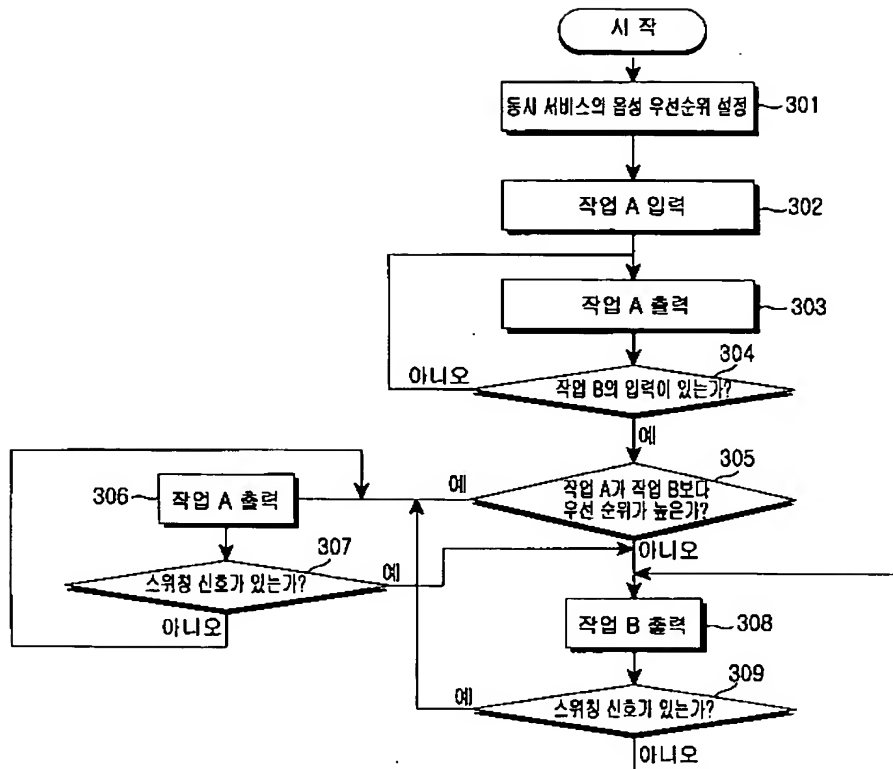 시 작
동시 서비스의 음성 우선순위 설정
301
작업 A 입력
302
작업 A 출력
303
304
아니오
작업 B의 입력이 있는가?
예
305
306
작업 A 출력
예
작업 A가 작업 B보다
우선 순위가 높은가?
307
스위칭 신호가 있는가?
예
아니오
아니오
작업 B 출력
308
309
예
스위칭 신호가 있는가?
아니오